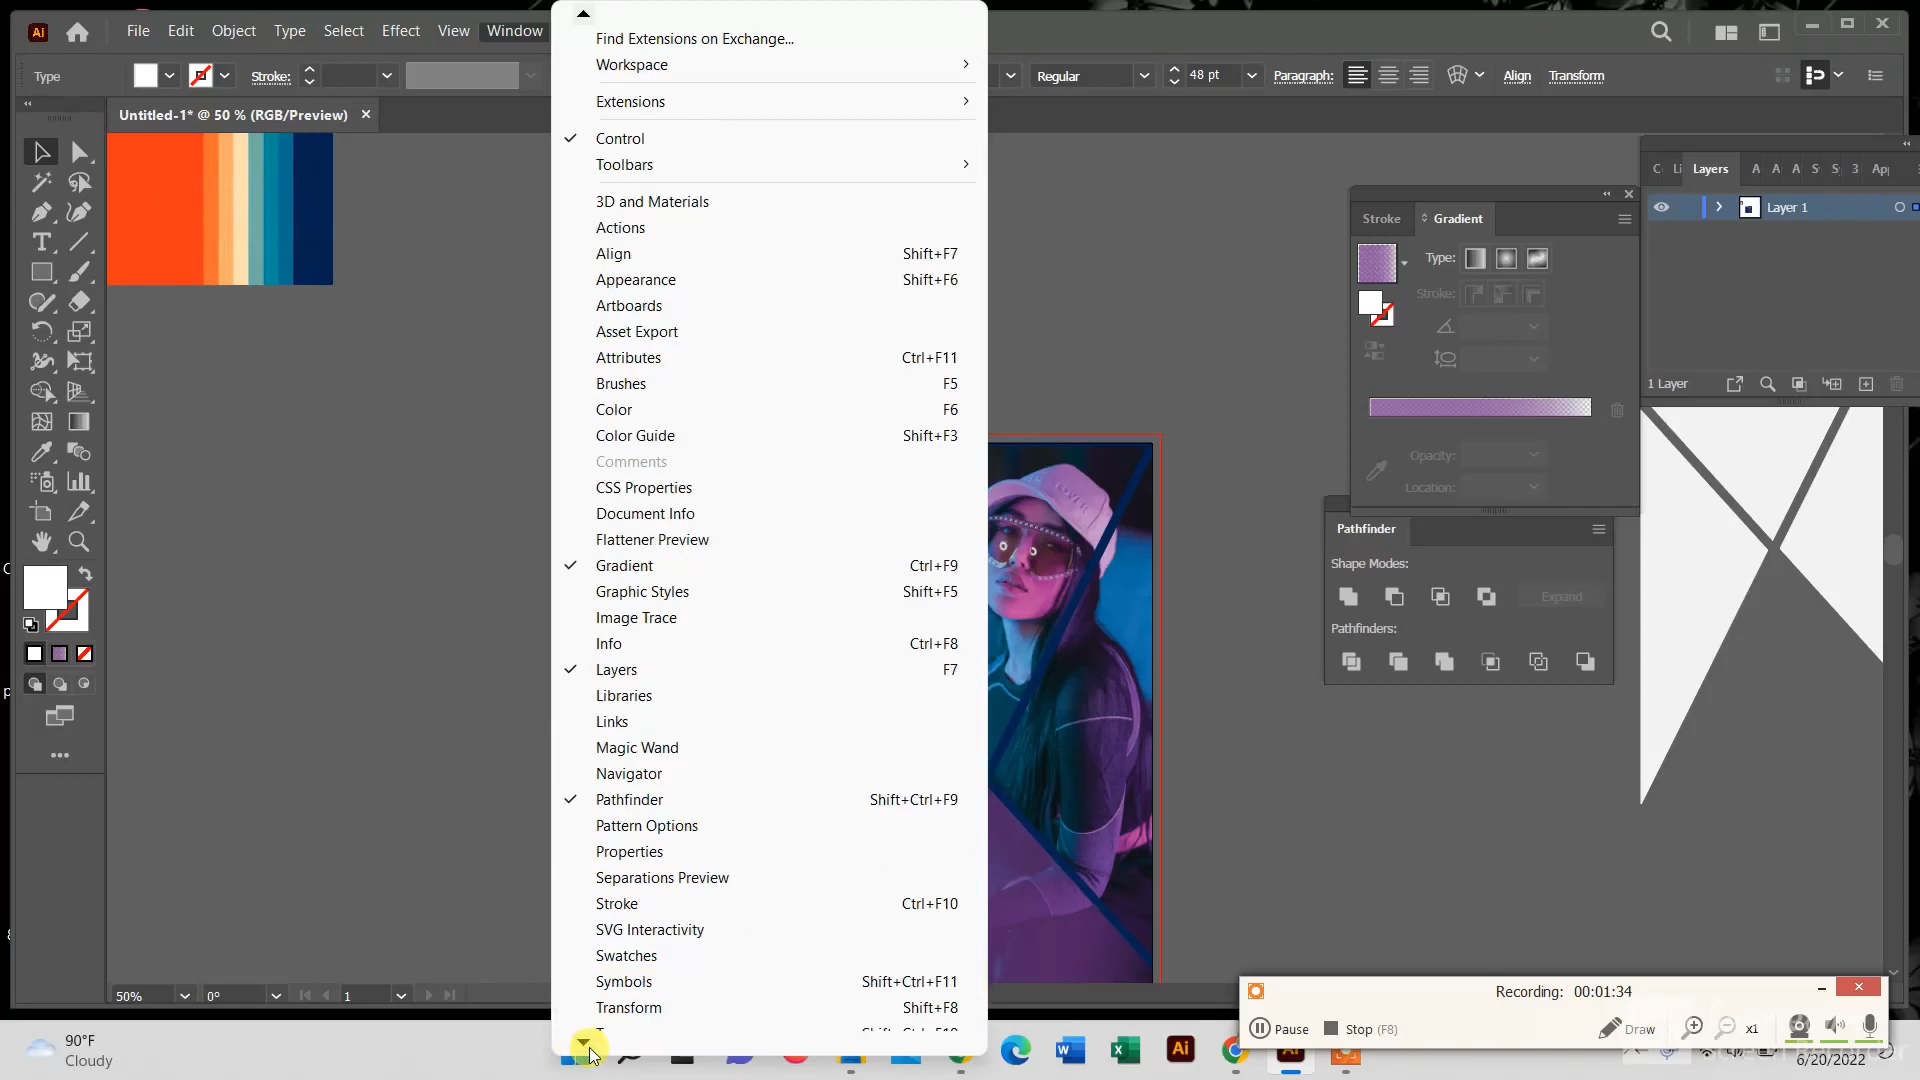 Ai File Edit Object Type Select Effect View Window
Type Stroke: Regular 48 pt Paragraph: Align Transform
Untitled-1* @ 50 % (RGB/Preview) ×
Find Extensions on Exchange...
Workspace
Extensions
Control
Toolbars
3D and Materials
Actions
Align Shift+F7
Appearance Shift+F6
Artboards
Asset Export
Attributes Ctrl+F11
Brushes F5
Color F6
Color Guide Shift+F3
Comments
CSS Properties
Document Info
Flattener Preview
Gradient Ctrl+F9
Graphic Styles Shift+F5
Image Trace
Info Ctrl+F8
Layers F7
Libraries
Links
Magic Wand
Navigator
Pathfinder Shift+Ctrl+F9
Pattern Options
Properties
Separations Preview
Stroke Ctrl+F10
SVG Interactivity
Swatches
Symbols Shift+Ctrl+F11
Transform Shift+F8
Stroke Gradient
Type:
Stroke:
Opacity:
Location:
C Li Layers A A A S S 3 Ap
Layer 1
1 Layer
Pathfinder
Shape Modes:
Expand
Pathfinders:
50% 0° 1
Recording: 00:01:34
Pause Stop (F8) Draw x1
90°F
Cloudy
Ai
6/20/2022